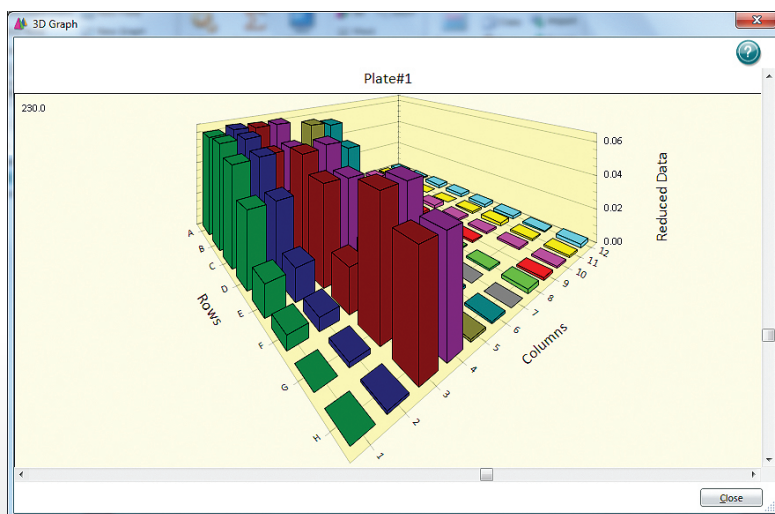 3D Graph
Plate#1
230.0
0.06
0.04
0.02
0.00
Reduced Data
A
B
C
D
E
F
G
H
Rows
1
2
3
4
5
6
7
8
9
10
11
12
Columns
Close